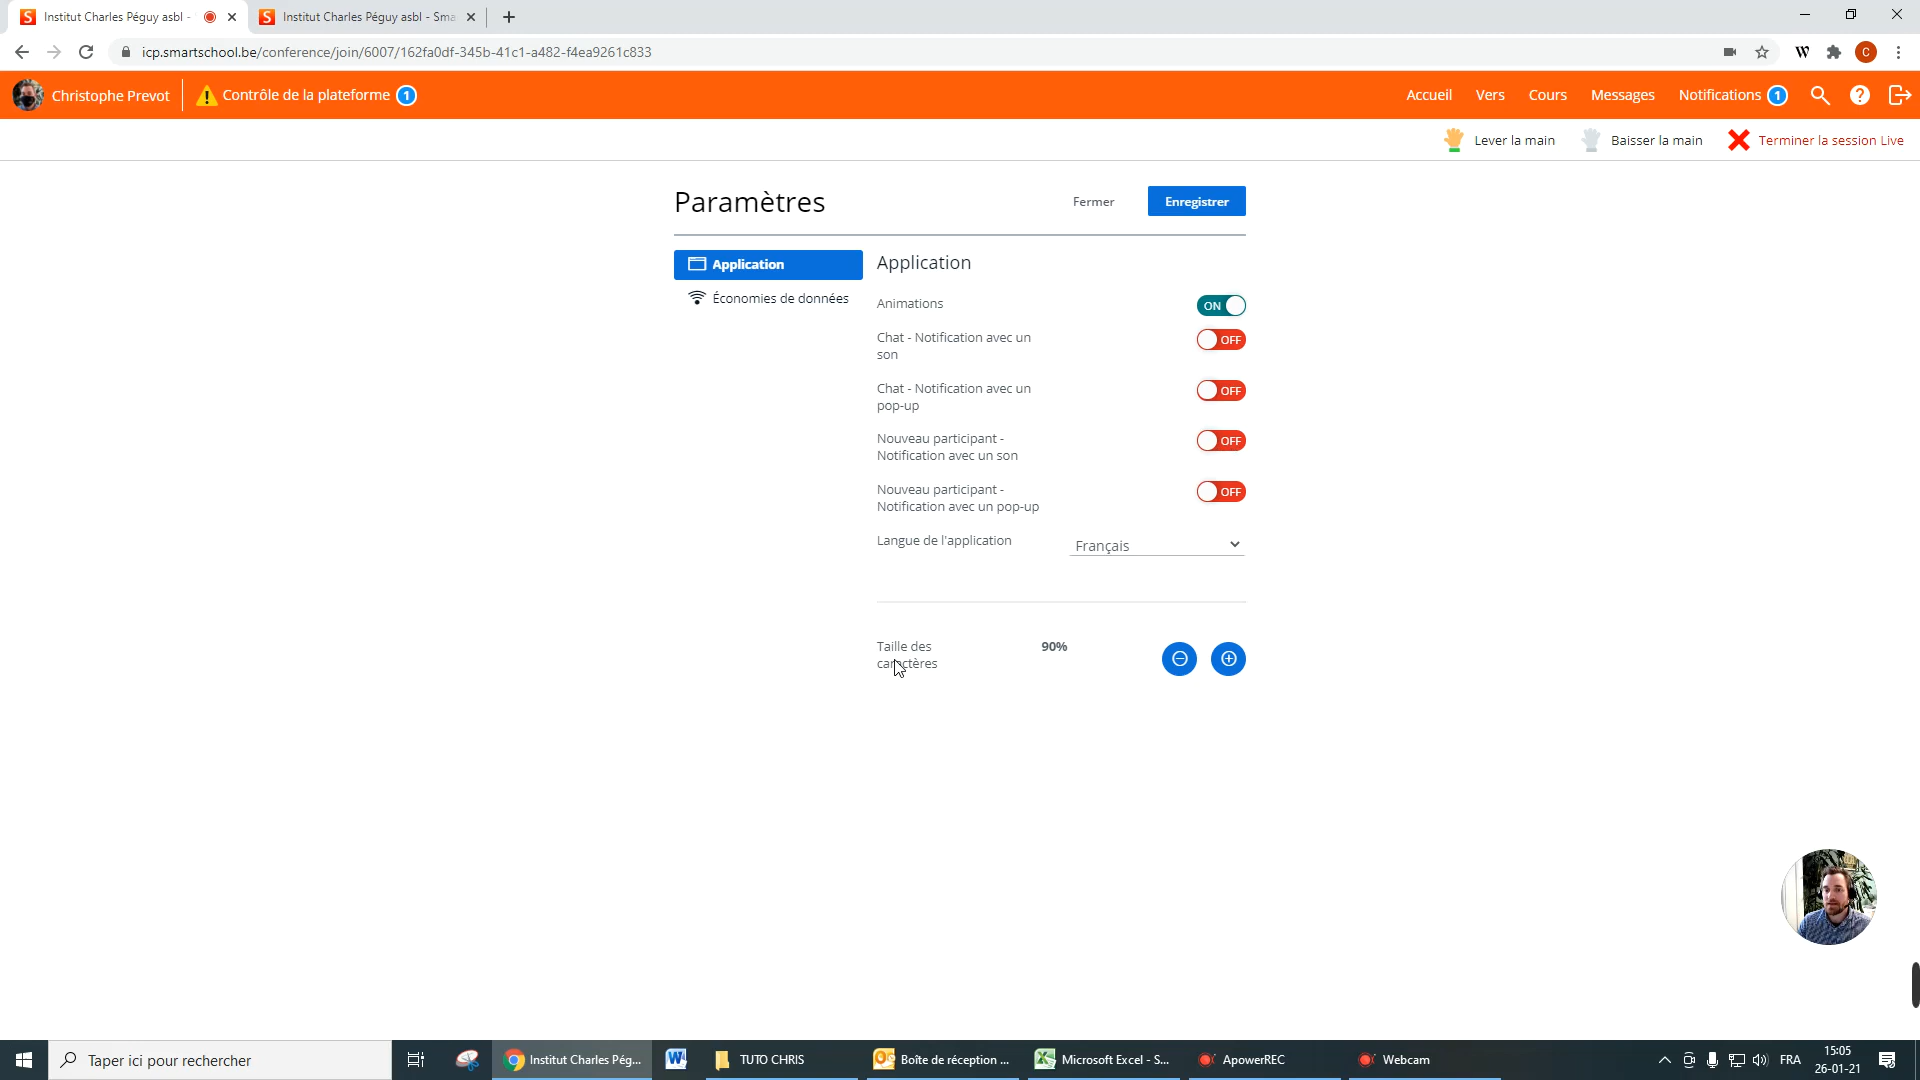 Institut Charles Péguy asbl -
Institut Charles Péguy asbl - Sma
icp.smartschool.be/conference/join/6007/162fa0df-345b-41c1-a482-f4ea9261c833
W
C
Christophe Prevot
Contrôle de la plateforme 1
Accueil
Vers
Cours
Messages
Notifications 1
Lever la main
Baisser la main
Terminer la session Live
Paramètres
Fermer
Enregistrer
Application
Économies de données
Application
Animations
ON
Chat - Notification avec un
son
OFF
Chat - Notification avec un
pop-up
OFF
Nouveau participant -
Notification avec un son
OFF
Nouveau participant -
Notification avec un pop-up
OFF
Langue de l'application
Français
Taille des
caractères
90%
Taper ici pour rechercher
Institut Charles Pég...
TUTO CHRIS
Boîte de réception ...
Microsoft Excel - S...
ApowerREC
Webcam
FRA
15:05
26-01-21